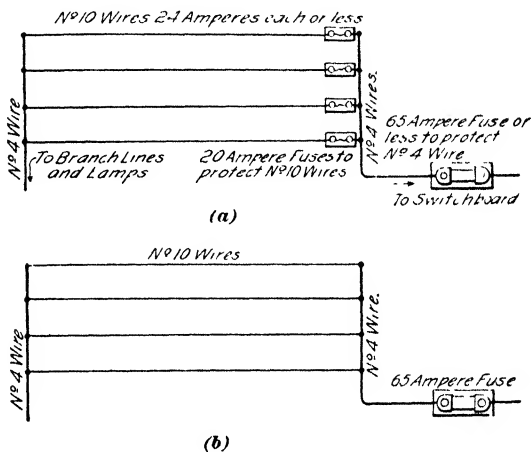 Nº 10 Wires 24 Amperes each or less
Nº 4 Wire
Nº 4 Wires.
65 Ampere Fuse or
less to protect
Nº 4 Wire
To Branch Lines
and Lamps
20 Ampere Fuses to
protect Nº 10 Wires
To Switchboard
(a)
Nº 10 Wires
Nº 4 Wire
Nº 4 Wire.
65 Ampere Fuse
(b)